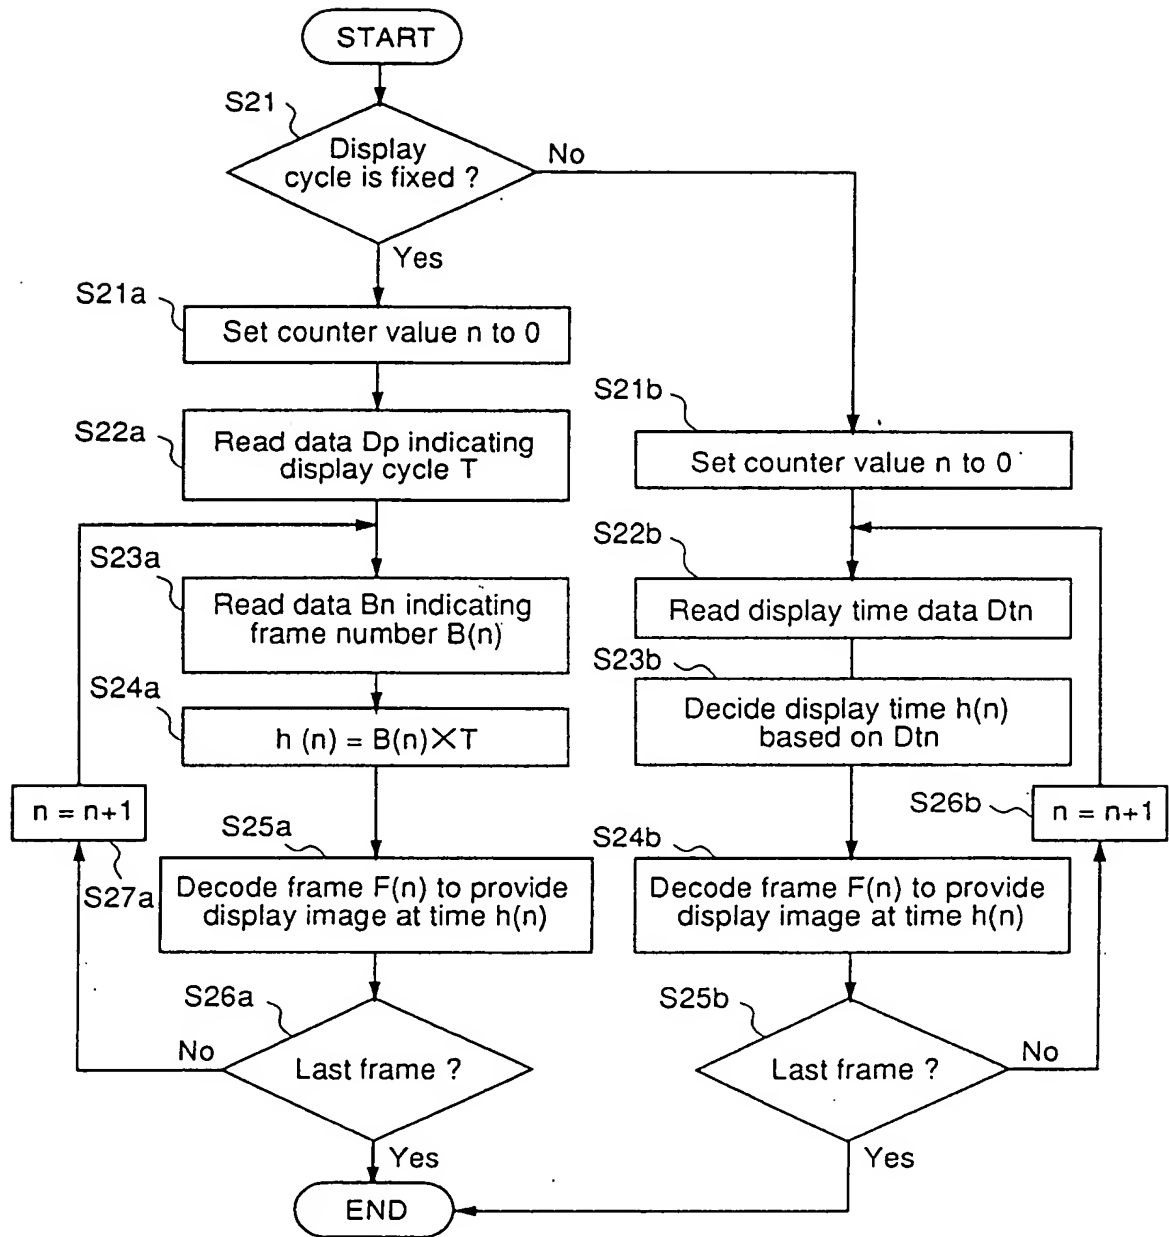 START
S21
Display
cycle is fixed ?
No
Yes
S21a
Set counter value n to 0
S22a
Read data Dp indicating
display cycle T
S23a
Read data Bn indicating
frame number B(n)
S24a
h (n) = B(n)×T
n = n+1
S27a
S25a
Decode frame F(n) to provide
display image at time h(n)
S26a
No
Last frame ?
Yes
S21b
Set counter value n to 0
S22b
Read display time data Dtn
S23b
Decide display time h(n)
based on Dtn
S26b
n = n+1
S24b
Decode frame F(n) to provide
display image at time h(n)
S25b
Last frame ?
No
Yes
END